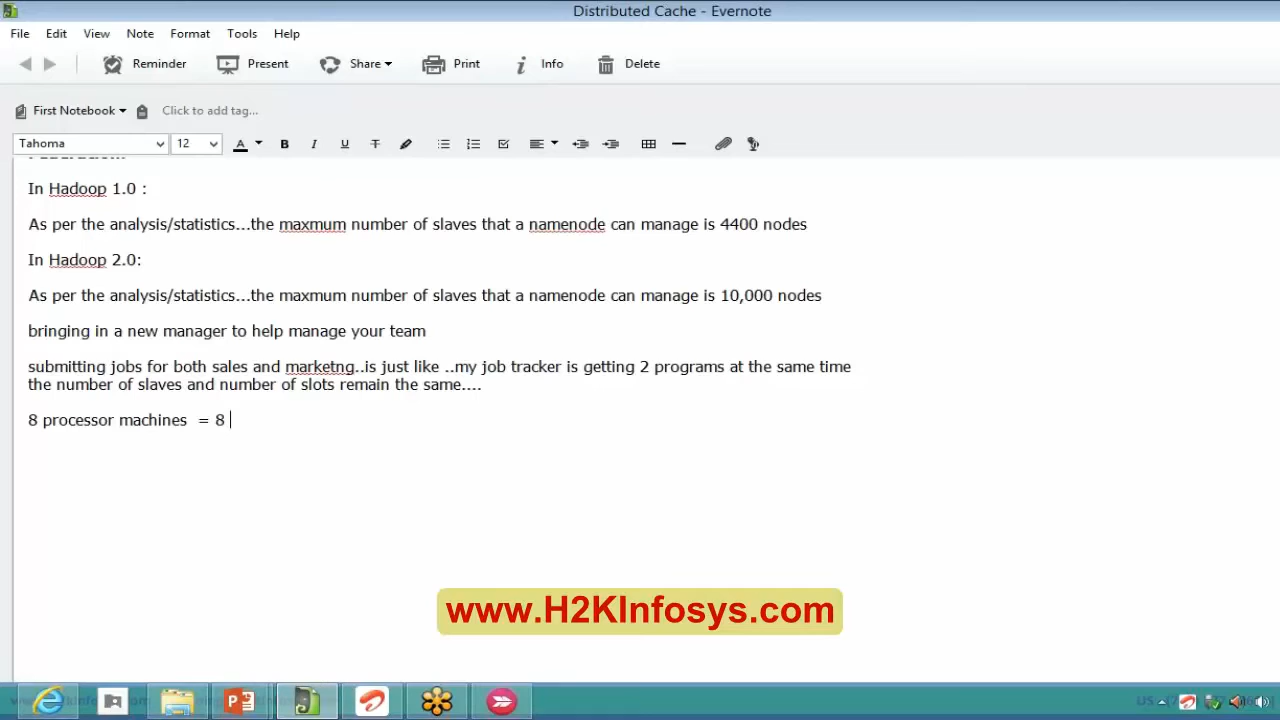 Distributed Cache - Evernote
File Edit View Note Format Tools Help
Reminder Present Share Print Info Delete
First Notebook Click to add tag...
Tahoma 12 A B I T U T
In Hadoop 1.0 :
As per the analysis/statistics...the maxmum number of slaves that a namenode can manage is 4400 nodes
In Hadoop 2.0:
As per the analysis/statistics...the maxmum number of slaves that a namenode can manage is 10,000 nodes
bringing in a new manager to help manage your team
submitting jobs for both sales and marketng..is just like ..my job tracker is getting 2 programs at the same time
the number of slaves and number of slots remain the same....
8 processor machines = 8
www.H2KInfosys.com
US